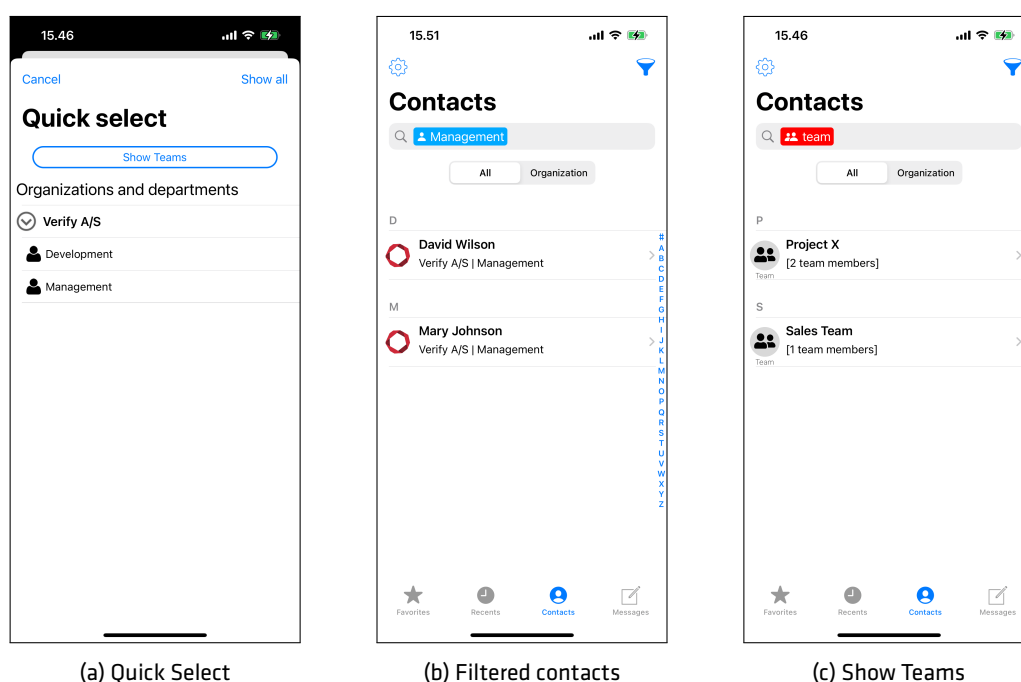 15.46
Cancel
Show all
Quick select
Show Teams
Organizations and departments
Verify A/S
Development
Management
(a) Quick Select
15.51
Contacts
Management
All
Organization
D
David Wilson
Verify A/S | Management
M
Mary Johnson
Verify A/S | Management
#
A
B
C
D
E
F
G
H
I
J
K
L
M
N
O
P
Q
R
S
T
U
V
W
X
Y
Z
Favorites
Recents
Contacts
Messages
(b) Filtered contacts
15.46
Contacts
team
All
Organization
P
Project X
[2 team members]
Team
S
Sales Team
[1 team members]
Team
Favorites
Recents
Contacts
Messages
(c) Show Teams